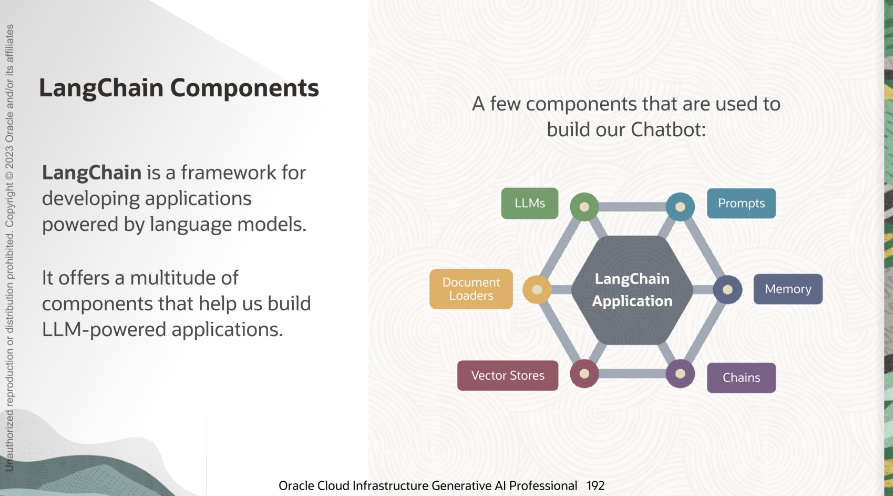 LangChain Components
LangChain is a framework for
developing applications
powered by language models.
It offers a multitude of
components that help us build
LLM-powered applications.
A few components that are used to
build our Chatbot:
LLMs
Prompts
Document
Loaders
LangChain
Application
Memory
Vector Stores
Chains
Unauthorized reproduction or distribution prohibited. Copyright © 2023 Oracle and/or its affiliates
Oracle Cloud Infrastructure Generative AI Professional 192